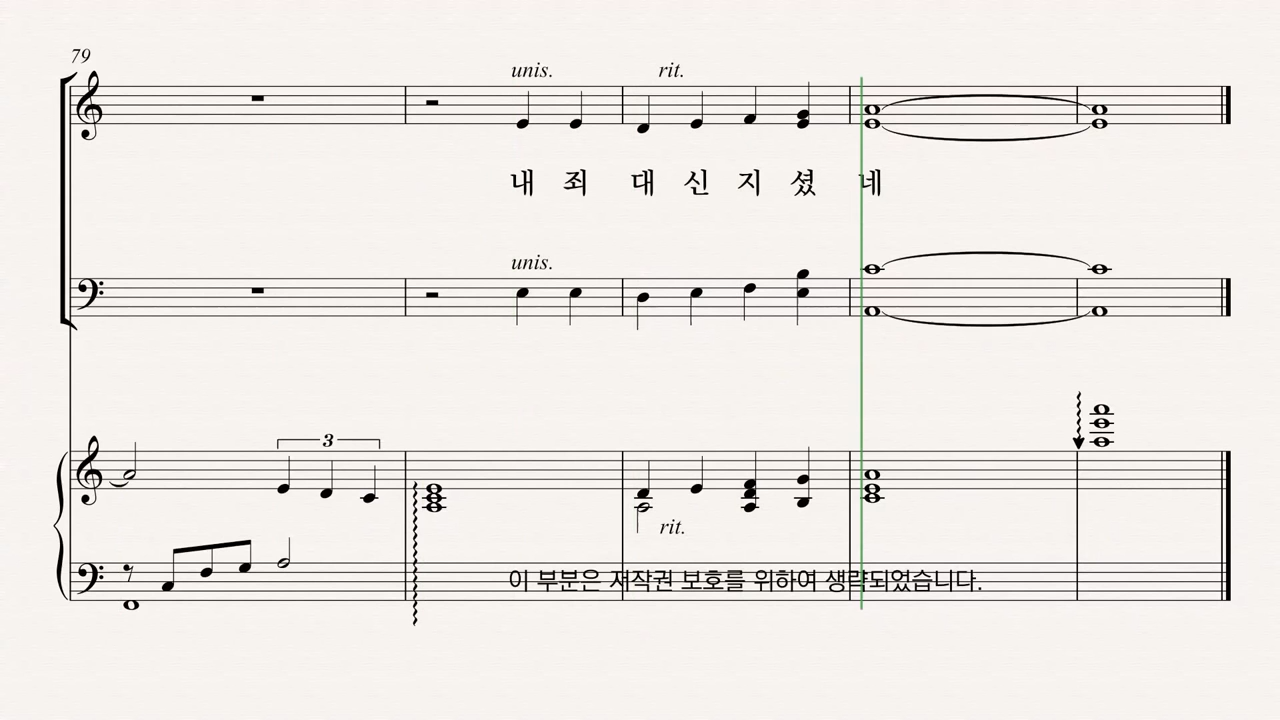 79
unis. rit.
내 죄 대 신 지 셨 네
unis.
3
rit.
이 부분은 저작권 보호를 위하여 생략되었습니다.